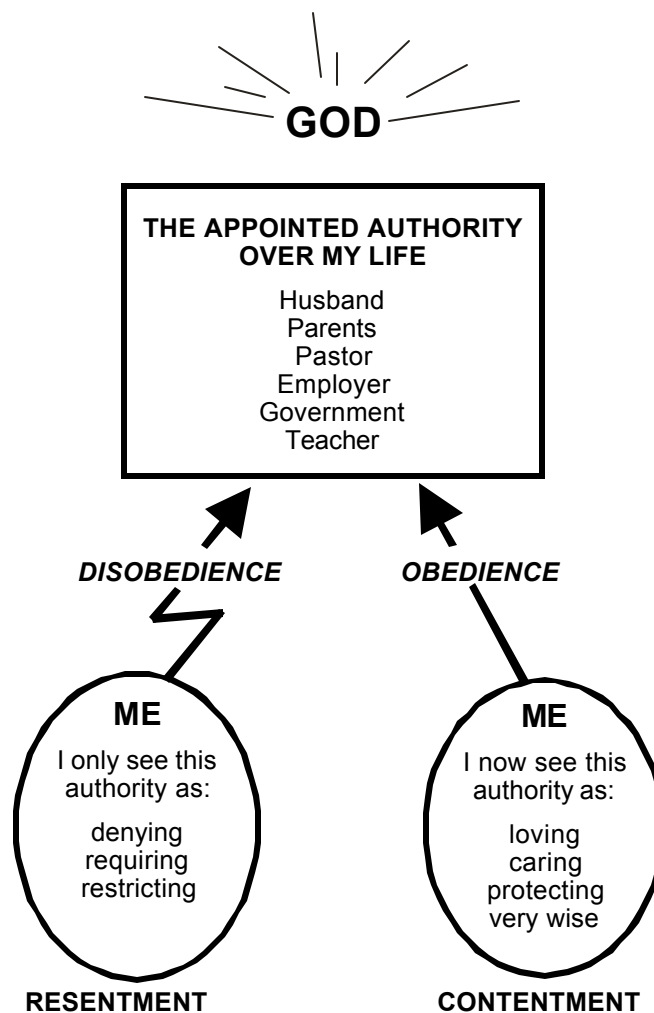 GOD
THE APPOINTED AUTHORITY
OVER MY LIFE
Husband
Parents
Pastor
Employer
Government
Teacher
DISOBEDIENCE
OBEDIENCE
ME
I only see this
authority as:
denying
requiring
restricting
RESENTMENT
ME
I now see this
authority as:
loving
caring
protecting
very wise
CONTENTMENT